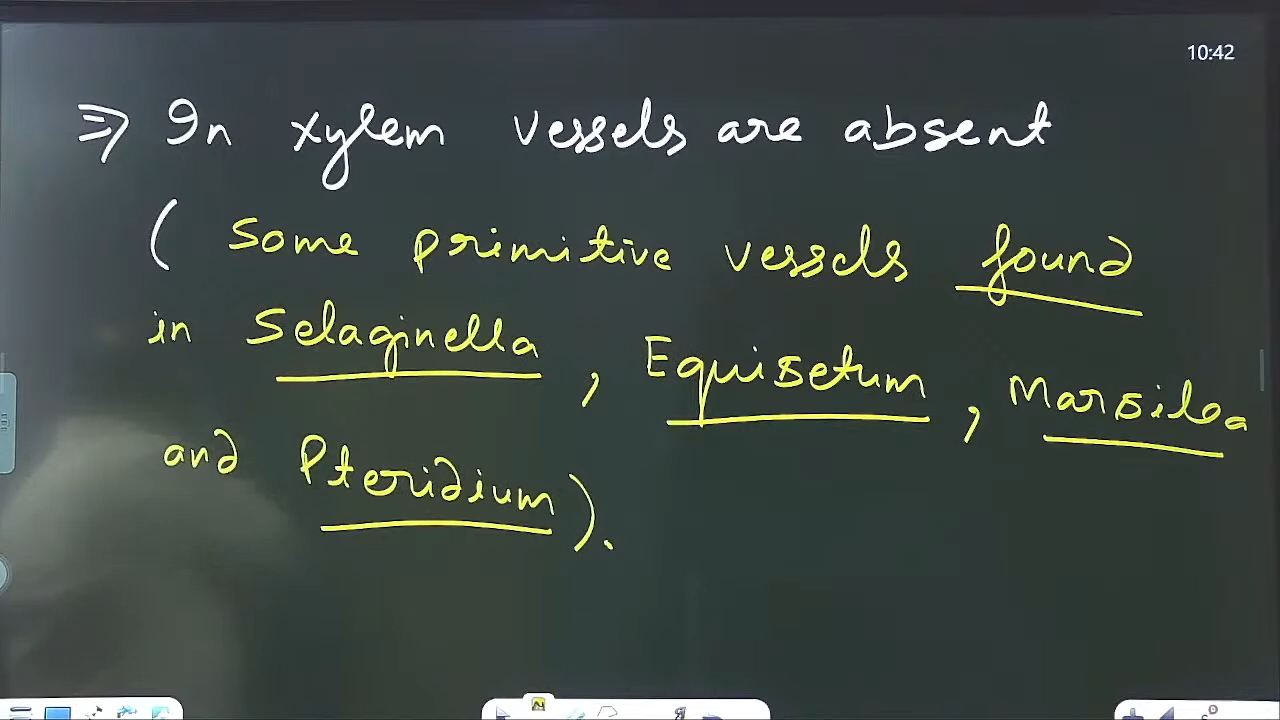 10:42
⇒ In xylem vessels are absent
( some primitive vessels found
in Selaginella, Equisetum, Marsilea
and Pteridium).